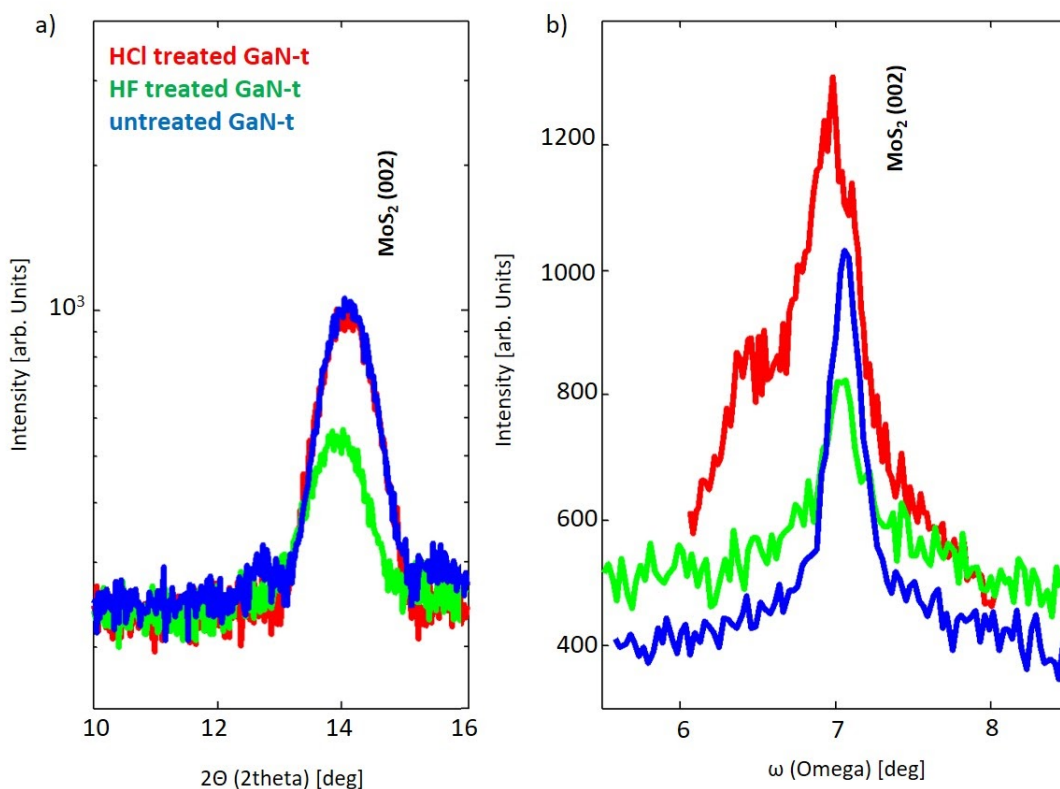 a)
HCl treated GaN-t
HF treated GaN-t
untreated GaN-t
MoS₂ (002)
10³
Intensity [arb. Units]
10 12 14 16
2Θ (2theta) [deg]
b)
MoS₂ (002)
1200
1000
800
600
400
Intensity [arb. Units]
6 7 8
ω (Omega) [deg]